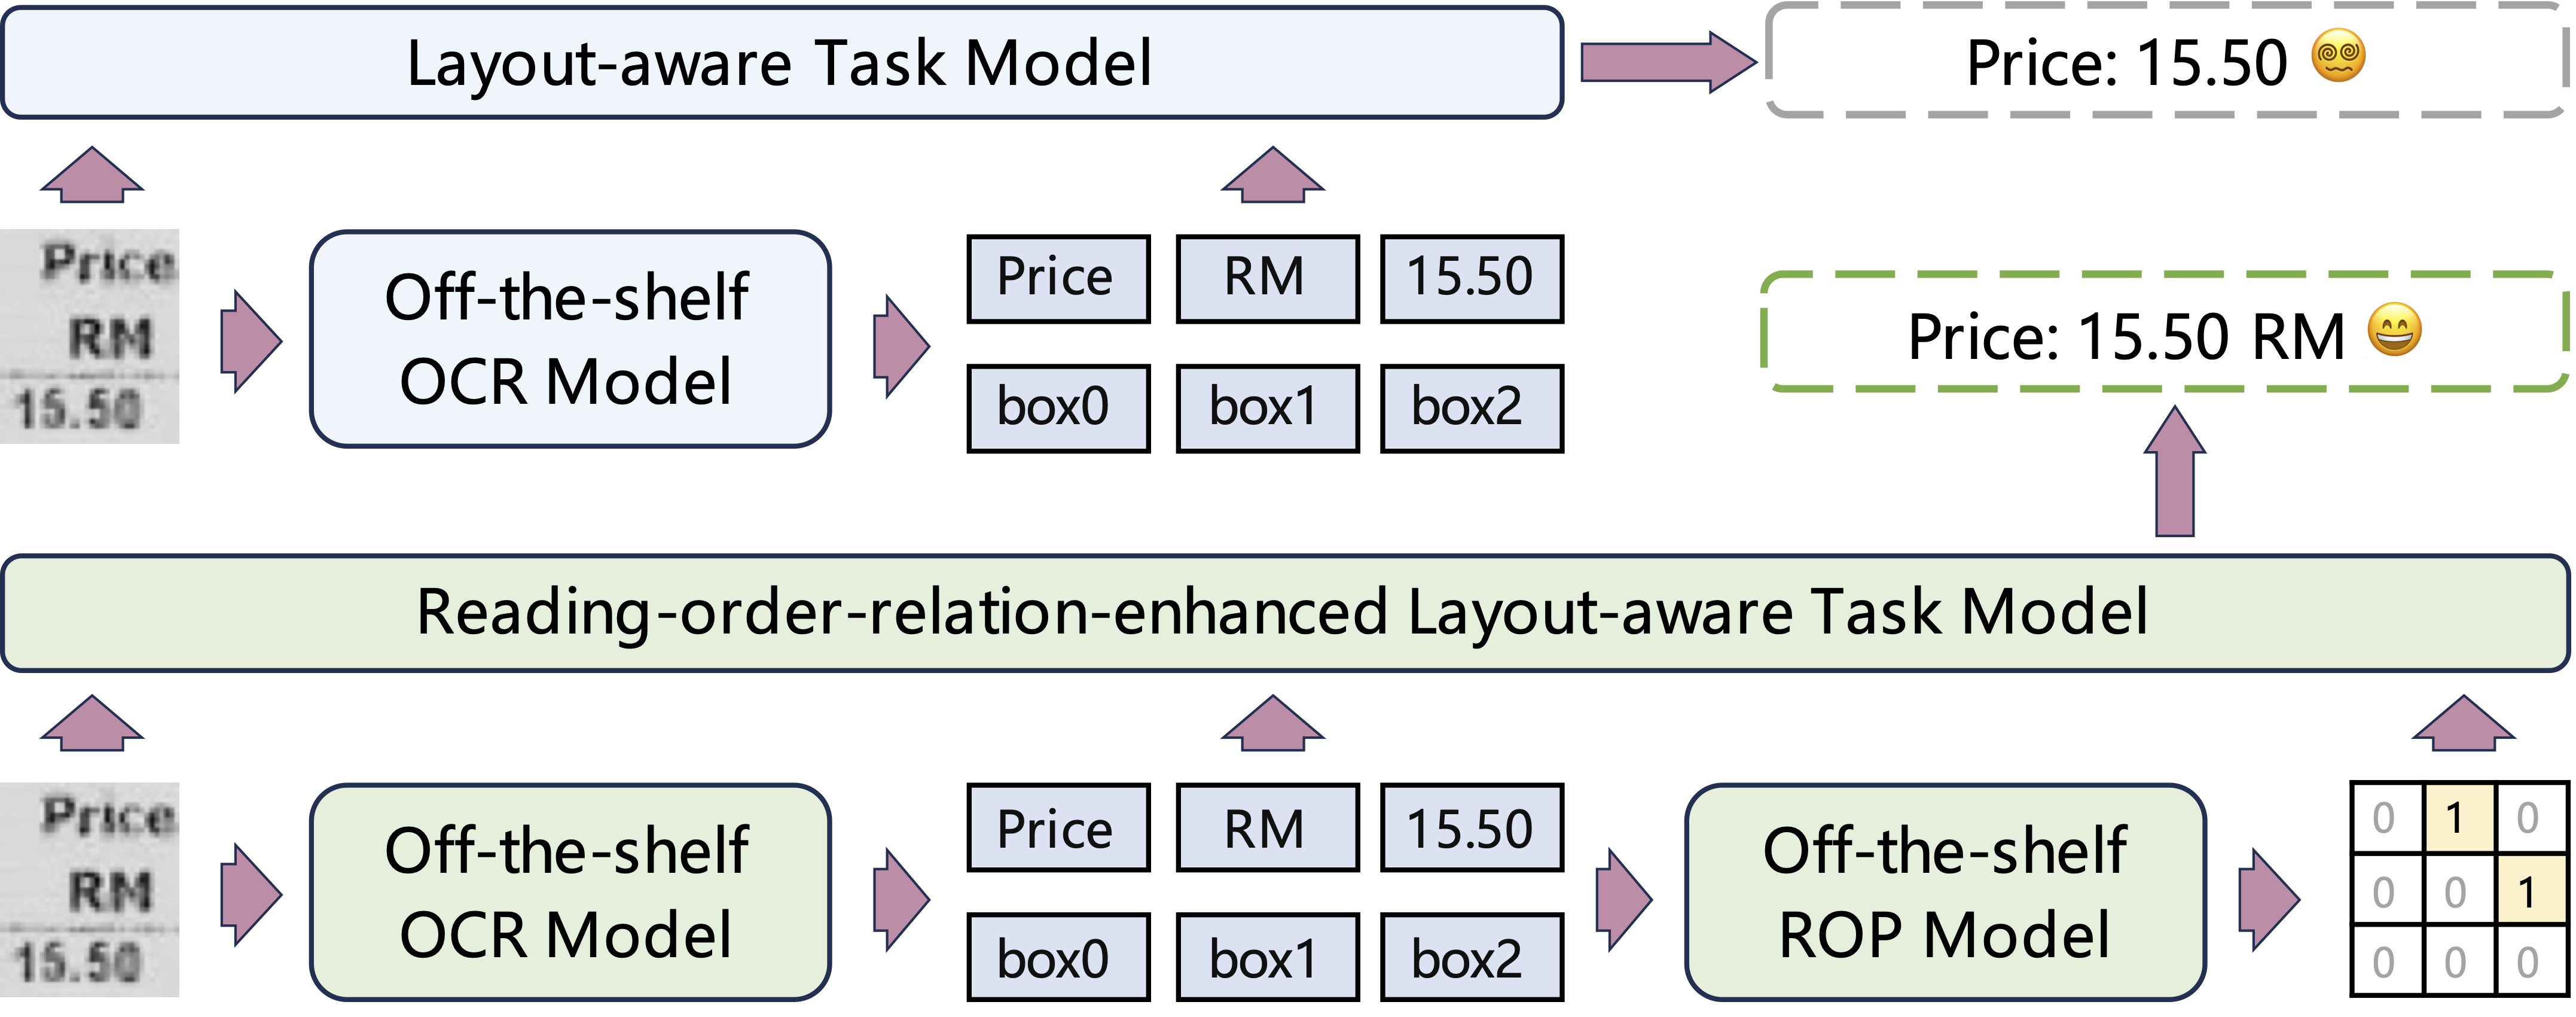 Layout-aware Task Model
Price: 15.50
Price
RM
15.50
Off-the-shelf
OCR Model
Price RM 15.50
box0 box1 box2
Price: 15.50 RM
Reading-order-relation-enhanced Layout-aware Task Model
Price
RM
15.50
Off-the-shelf
OCR Model
Price RM 15.50
box0 box1 box2
Off-the-shelf
ROP Model
0 1 0
0 0 1
0 0 0